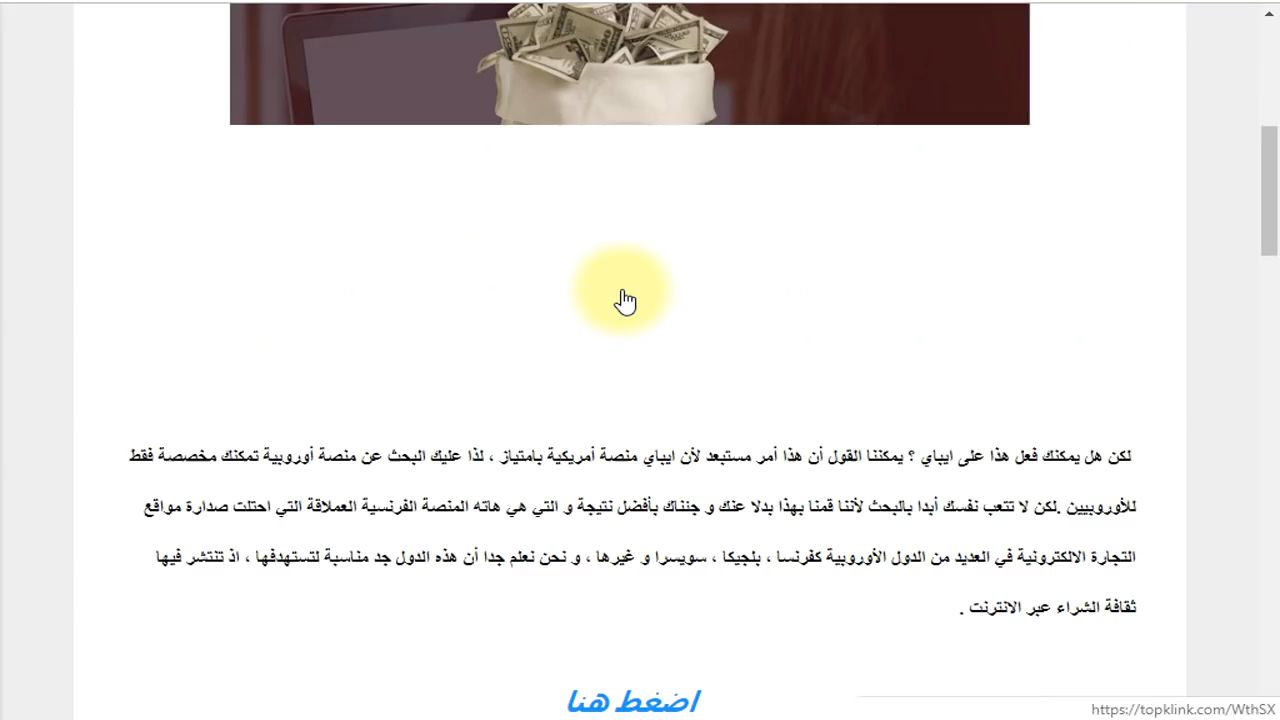 لكن هل يمكنك فعل هذا على ايباي ؟ يمكننا القول أن هذا أمر مستبعد لأن ايباي منصة أمريكية بامتياز ، لذا عليك البحث عن منصة أوروبية تمكنك مخصصة فقط
للأوروبيين .لكن لا تتعب نفسك أبدا بالبحث لأننا قمنا بهذا بدلا عنك و جئناك بأفضل نتيجة و التي هي هاته المنصة الفرنسية العملاقة التي احتلت صدارة مواقع
التجارة الالكترونية في العديد من الدول الأوروبية كفرنسا ، بلجيكا ، سويسرا و غيرها ، و نحن نعلم جدا أن هذه الدول جد مناسبة لتستهدفها ، اذ تنتشر فيها
ثقافة الشراء عبر الانترنت .
اضغط هنا
https://topklink.com/WthSX